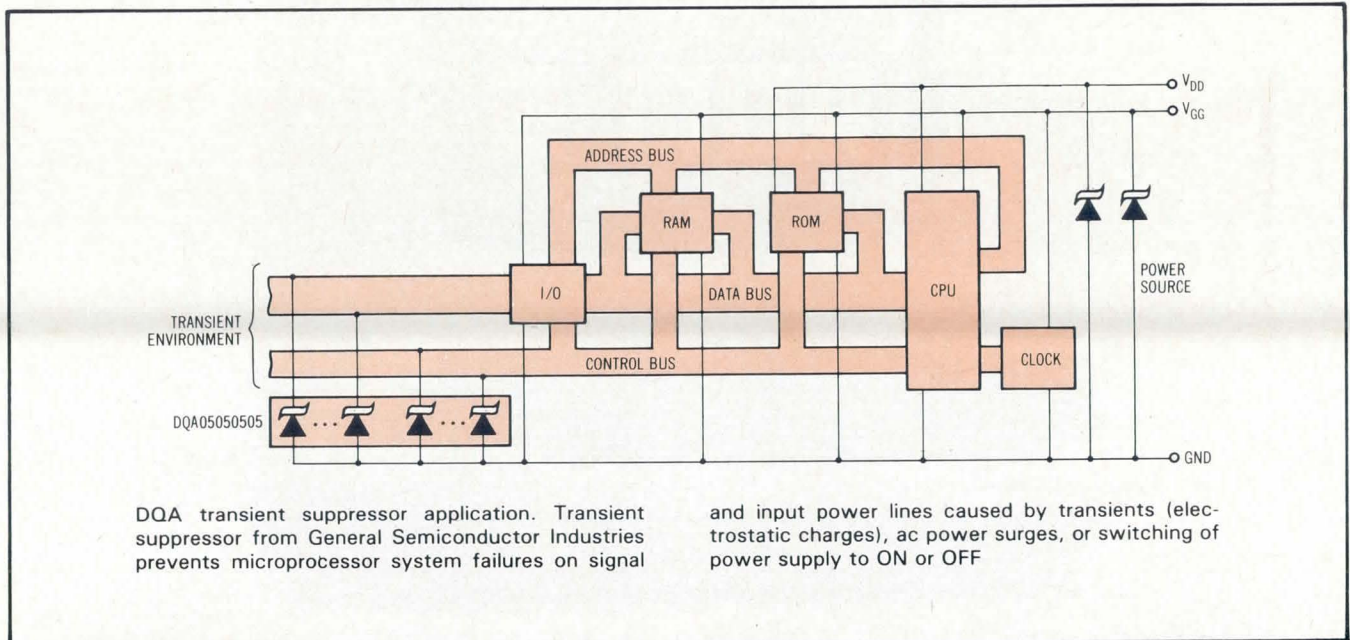 V_DD
V_GG
ADDRESS BUS
RAM
ROM
CPU
I/O
DATA BUS
POWER
SOURCE
TRANSIENT
ENVIRONMENT
CONTROL BUS
CLOCK
DQA05050505
GND
DQA transient suppressor application. Transient
suppressor from General Semiconductor Industries
prevents microprocessor system failures on signal
and input power lines caused by transients (elec-
trostatic charges), ac power surges, or switching of
power supply to ON or OFF